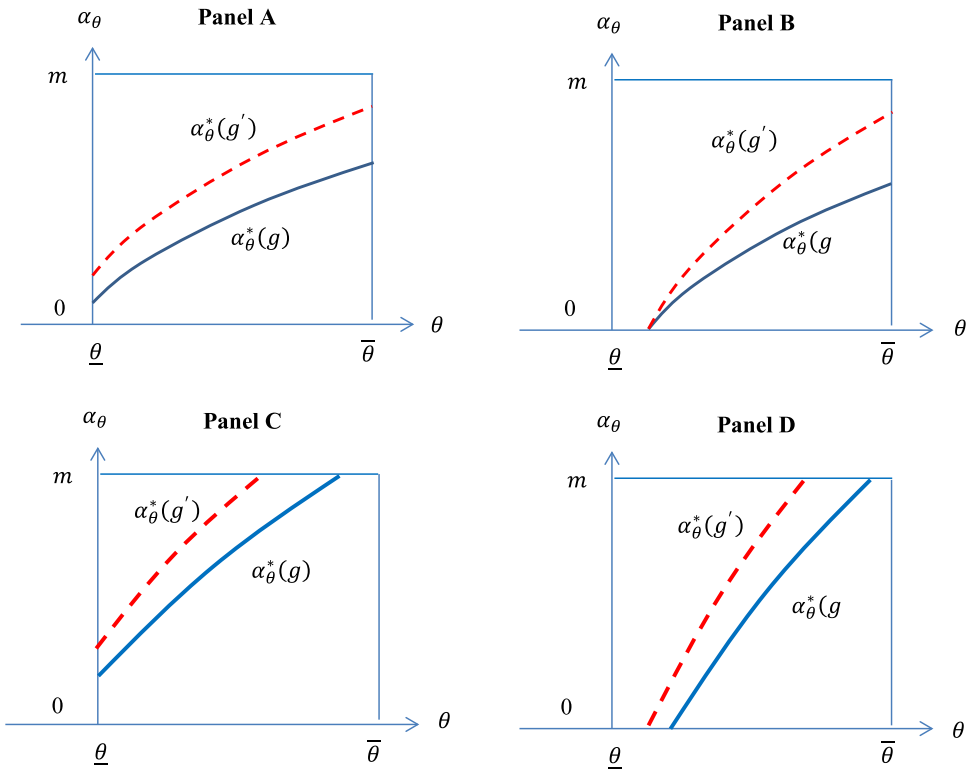 Panel A
α_θ
m
α*_θ(g′)
α*_θ(g)
0
θ
θ̲
θ̅
Panel B
α_θ
m
α*_θ(g′)
α*_θ(g
0
θ
θ̲
θ̅
Panel C
α_θ
m
α*_θ(g′)
α*_θ(g)
0
θ
θ̲
θ̅
Panel D
α_θ
m
α*_θ(g′)
α*_θ(g
0
θ
θ̲
θ̅